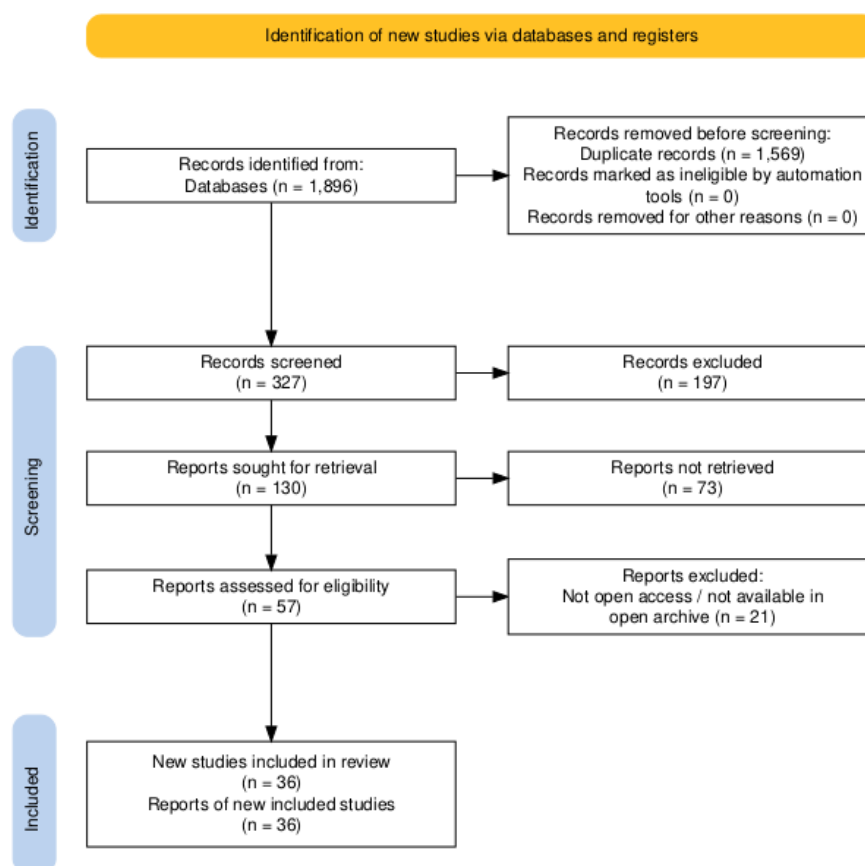 Identification of new studies via databases and registers
Identification
Records identified from:
Databases (n = 1,896)
Records removed before screening:
Duplicate records (n = 1,569)
Records marked as ineligible by automation
tools (n = 0)
Records removed for other reasons (n = 0)
Screening
Records screened
(n = 327)
Records excluded
(n = 197)
Reports sought for retrieval
(n = 130)
Reports not retrieved
(n = 73)
Reports assessed for eligibility
(n = 57)
Reports excluded:
Not open access / not available in
open archive (n = 21)
Included
New studies included in review
(n = 36)
Reports of new included studies
(n = 36)